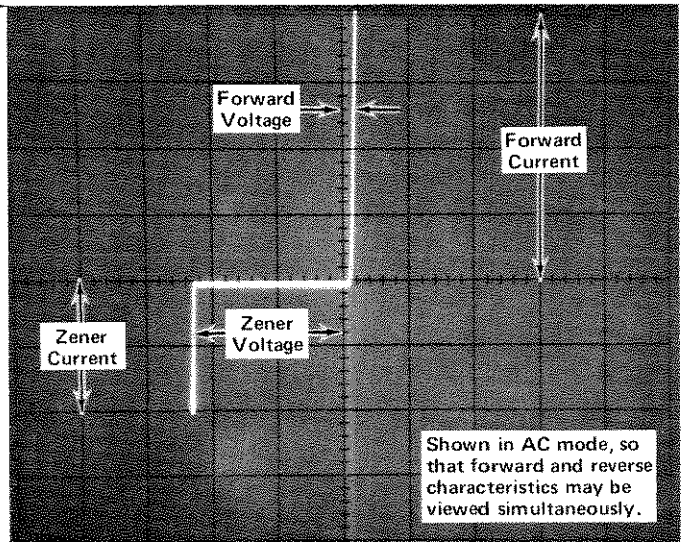 Forward
Voltage
Forward
Current
Zener
Current
Zener
Voltage
Shown in AC mode, so
that forward and reverse
characteristics may be
viewed simultaneously.